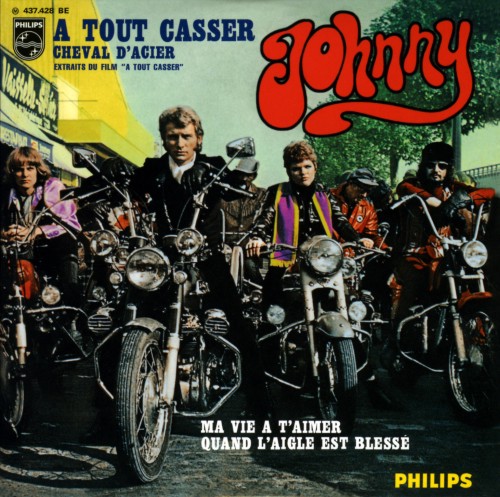 PHILIPS
Ⓜ 437.428 BE
A TOUT CASSER
CHEVAL D'ACIER
EXTRAITS DU FILM "A TOUT CASSER"
Johnny
MA VIE A T'AIMER
QUAND L'AIGLE EST BLESSÉ
PHILIPS